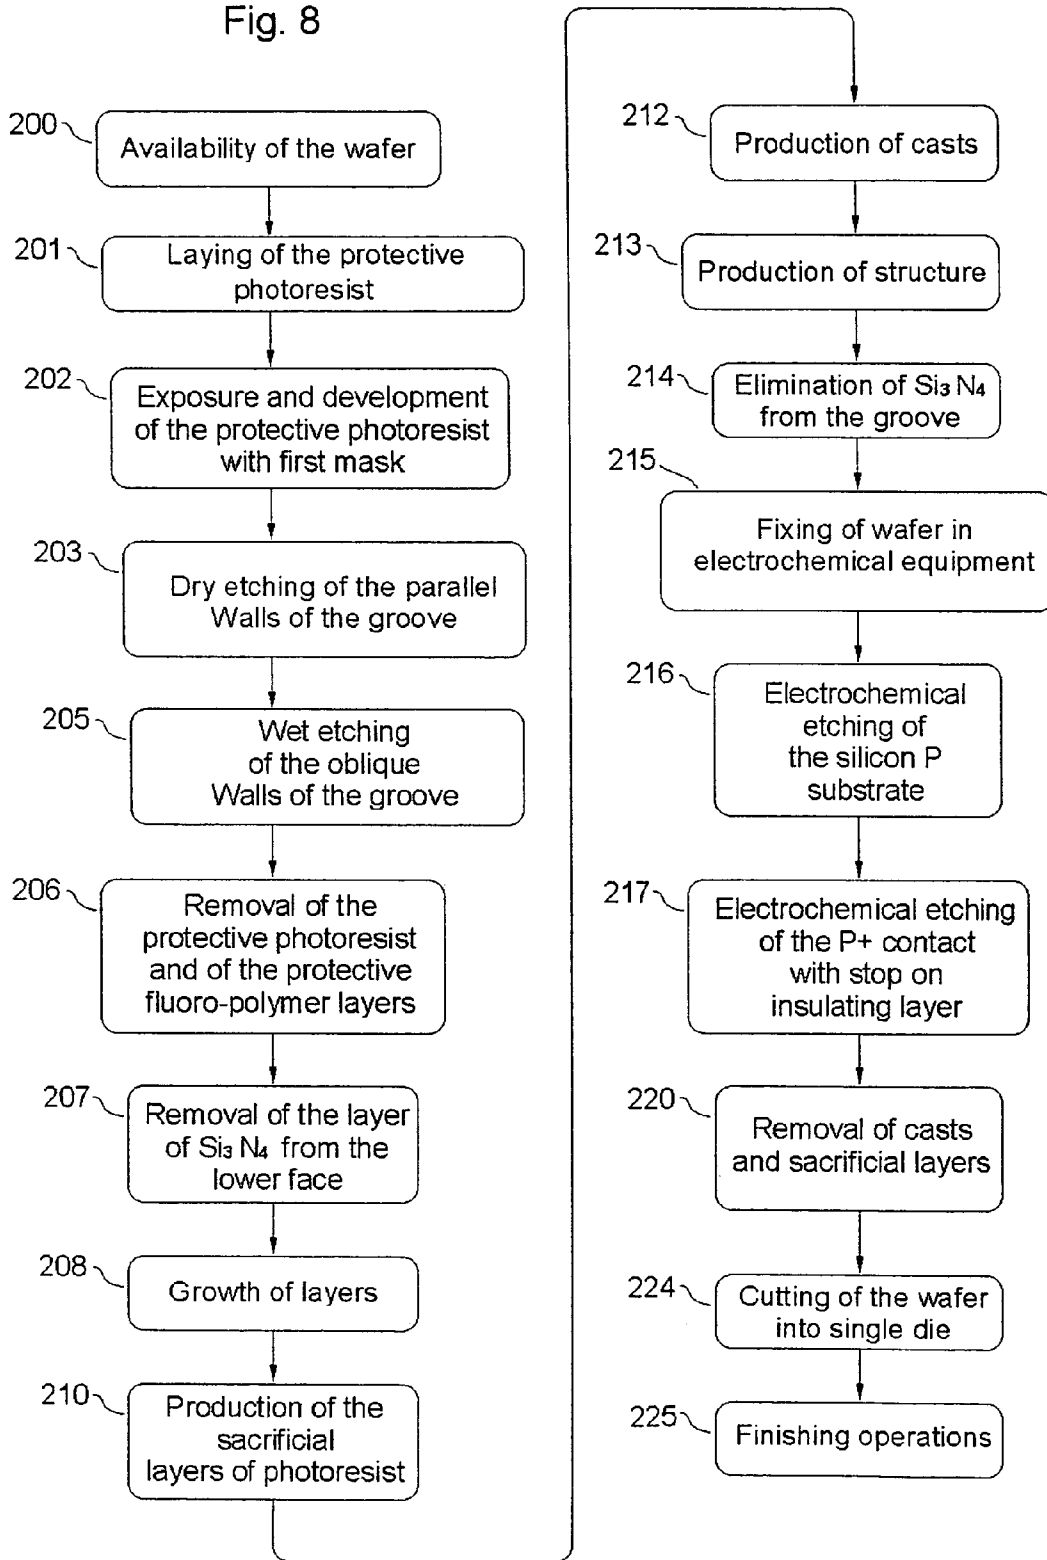 Fig. 8
200
Availability of the wafer
201
Laying of the protective
photoresist
202
Exposure and development
of the protective photoresist
with first mask
203
Dry etching of the parallel
Walls of the groove
205
Wet etching
of the oblique
Walls of the groove
206
Removal of the
protective photoresist
and of the protective
fluoro-polymer layers
207
Removal of the layer
of Si₃ N₄ from the
lower face
208
Growth of layers
210
Production of the
sacrificial
layers of photoresist
212
Production of casts
213
Production of structure
214
Elimination of Si₃ N₄
from the groove
215
Fixing of wafer in
electrochemical equipment
216
Electrochemical
etching of
the silicon P
substrate
217
Electrochemical etching
of the P+ contact
with stop on
insulating layer
220
Removal of casts
and sacrificial layers
224
Cutting of the wafer
into single die
225
Finishing operations